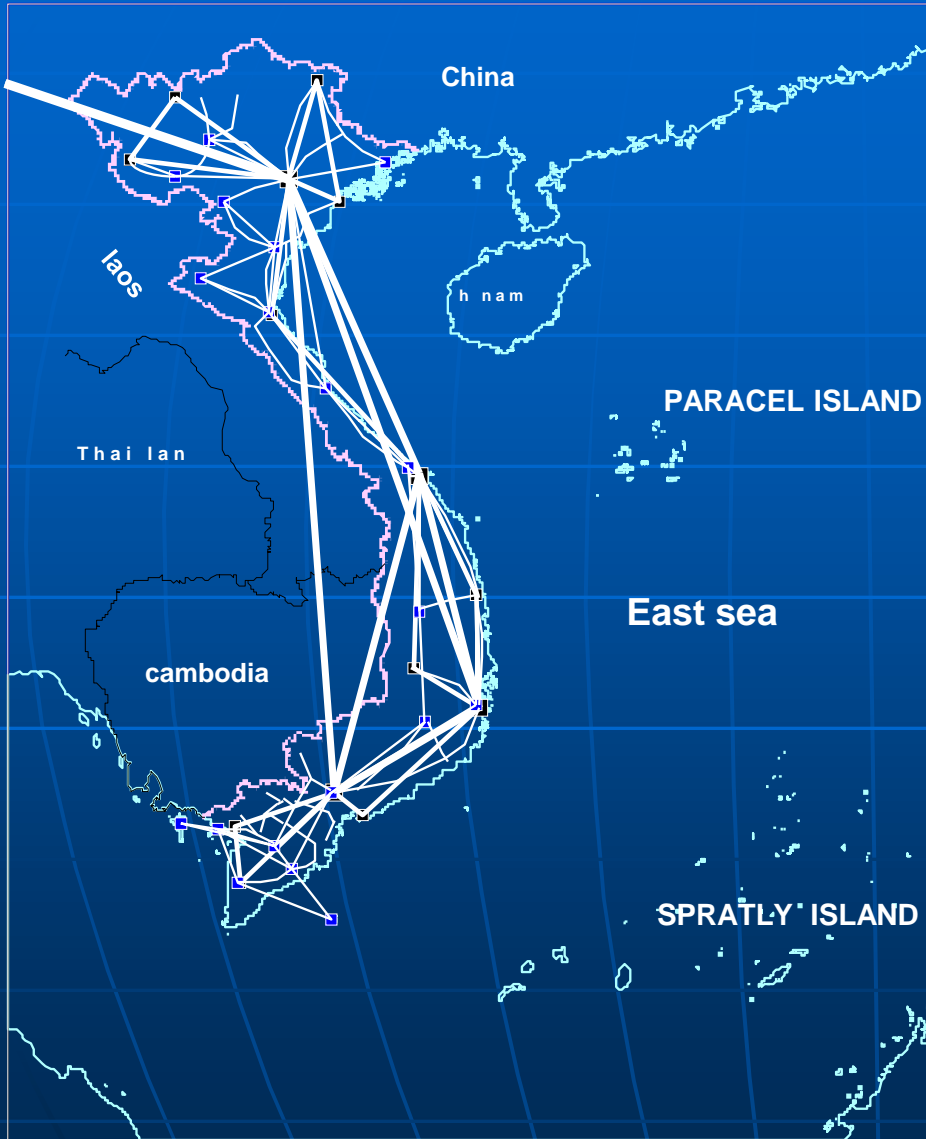 China
laos
h nam
PARACEL ISLAND
Thai lan
East sea
cambodia
SPRATLY ISLAND